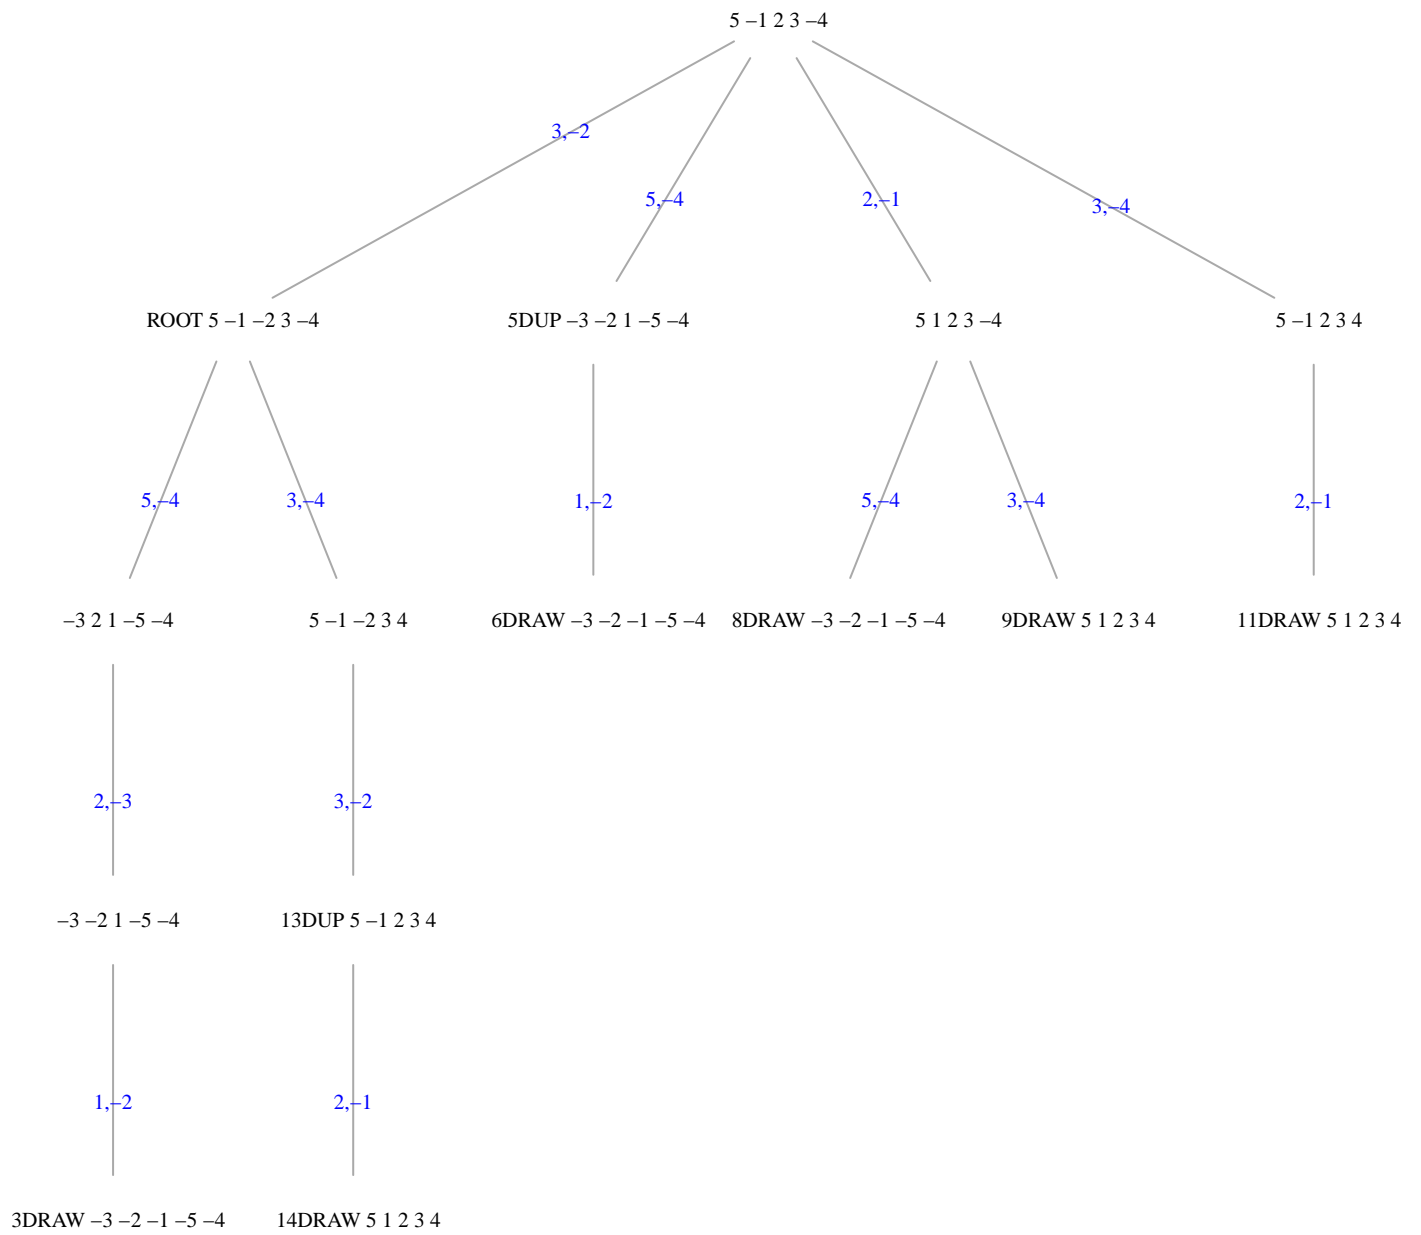 5 –1 2 3 –4
3,–2
5,–4
2,–1
3,–4
ROOT 5 –1 –2 3 –4
5DUP –3 –2 1 –5 –4
5 1 2 3 –4
5 –1 2 3 4
5,–4
3,–4
1,–2
5,–4
3,–4
2,–1
–3 2 1 –5 –4
5 –1 –2 3 4
6DRAW –3 –2 –1 –5 –4
8DRAW –3 –2 –1 –5 –4
9DRAW 5 1 2 3 4
11DRAW 5 1 2 3 4
2,–3
3,–2
–3 –2 1 –5 –4
13DUP 5 –1 2 3 4
1,–2
2,–1
3DRAW –3 –2 –1 –5 –4
14DRAW 5 1 2 3 4